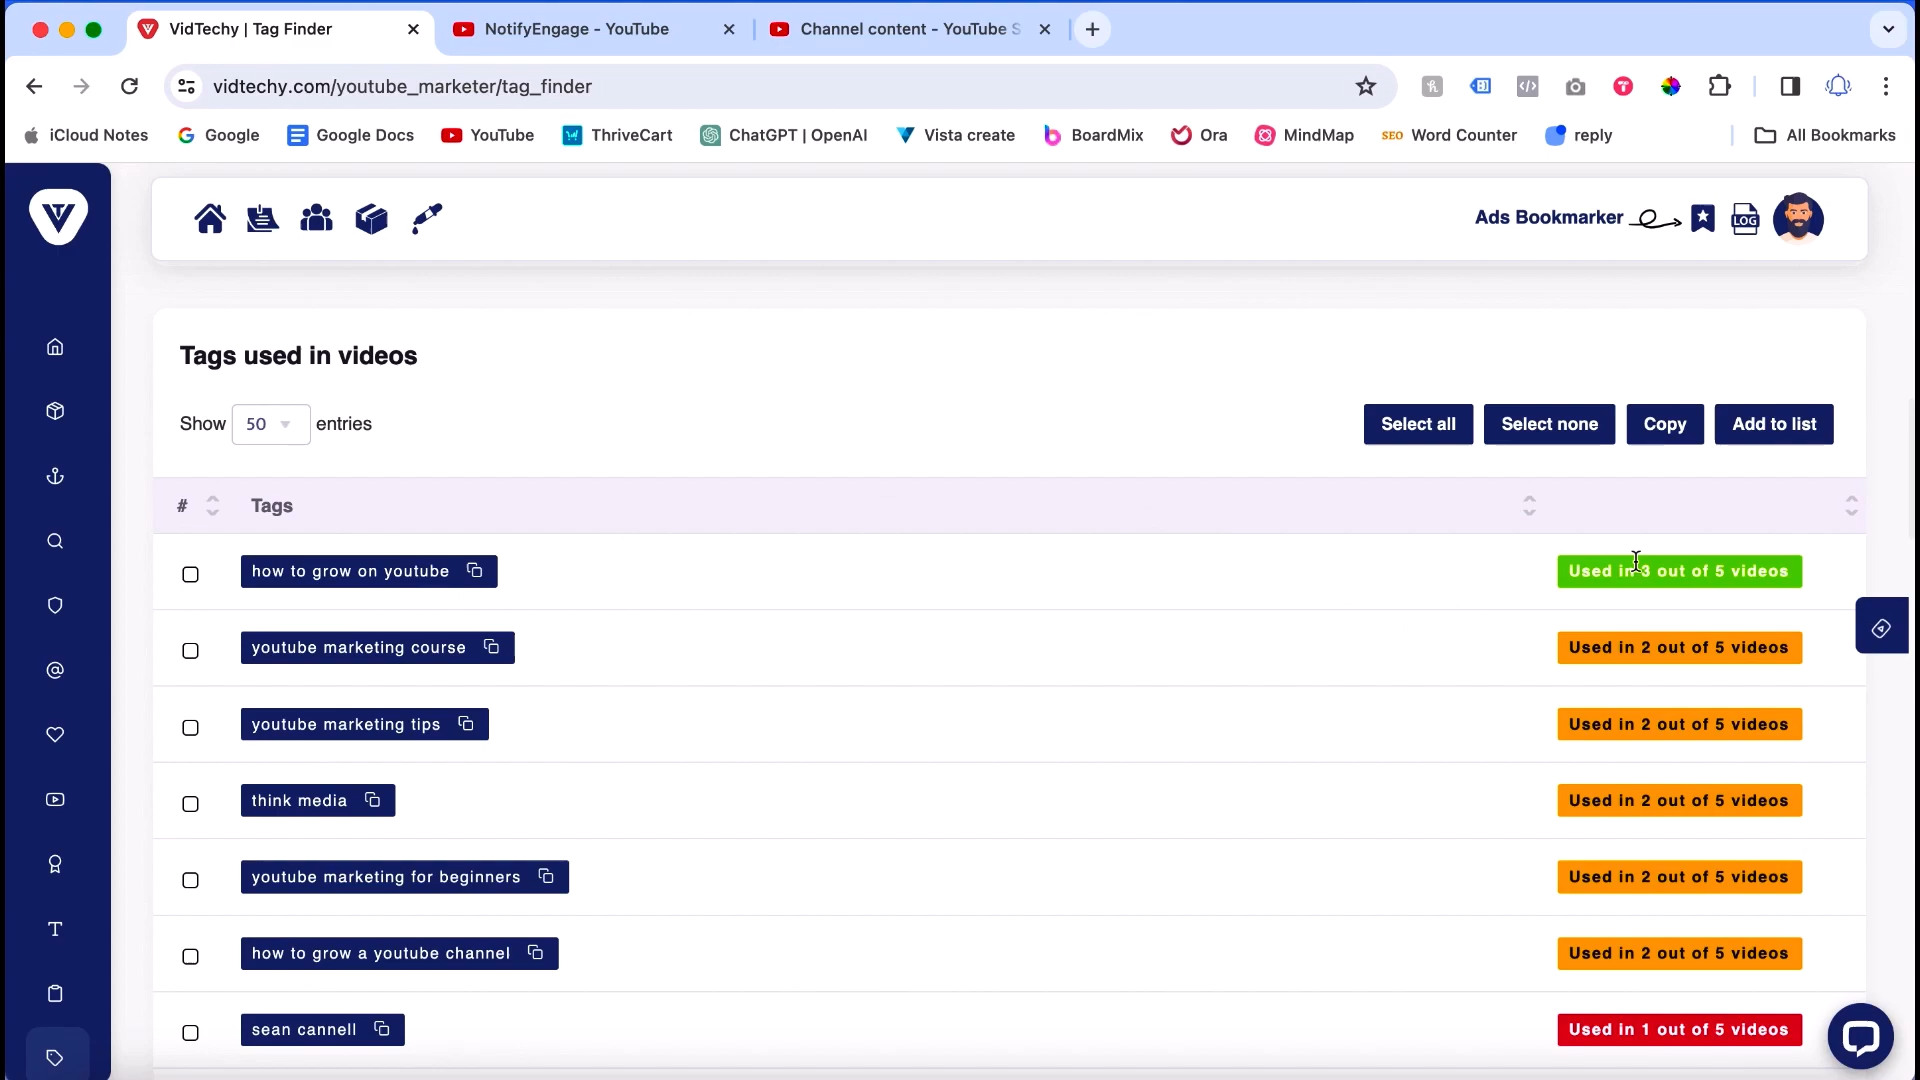 VidTechy | Tag Finder
NotifyEngage - YouTube
Channel content - YouTube S
vidtechy.com/youtube_marketer/tag_finder
iCloud Notes
Google
Google Docs
YouTube
ThriveCart
ChatGPT | OpenAI
Vista create
BoardMix
Ora
MindMap
SEO Word Counter
reply
All Bookmarks
Ads Bookmarker
LOG
Tags used in videos
Show 50 entries
Select all
Select none
Copy
Add to list
# Tags
how to grow on youtube
Used in 3 out of 5 videos
youtube marketing course
Used in 2 out of 5 videos
youtube marketing tips
Used in 2 out of 5 videos
think media
Used in 2 out of 5 videos
youtube marketing for beginners
Used in 2 out of 5 videos
how to grow a youtube channel
Used in 2 out of 5 videos
sean cannell
Used in 1 out of 5 videos